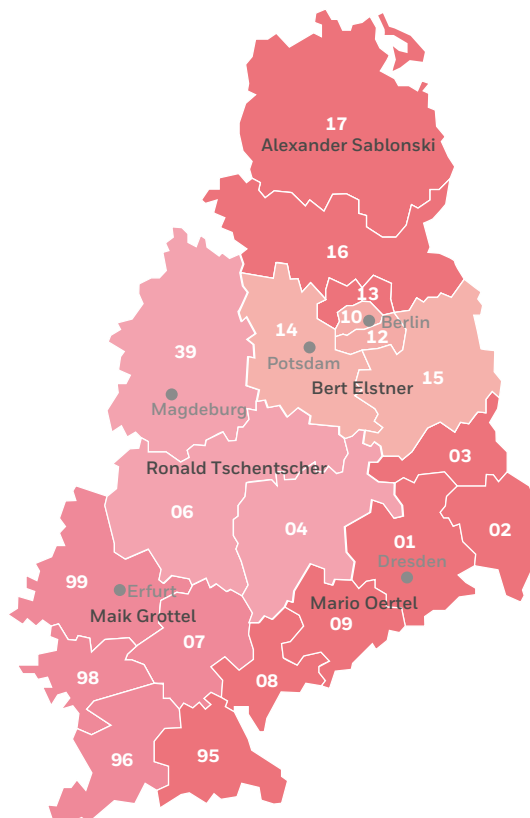 17
Alexander Sablonski
16
13
10
Berlin
14
12
39
Potsdam
15
Bert Elstner
Magdeburg
03
Ronald Tschentscher
06
04
01
02
Dresden
99
Erfurt
Mario Oertel
Maik Grottel
09
07
98
08
95
96